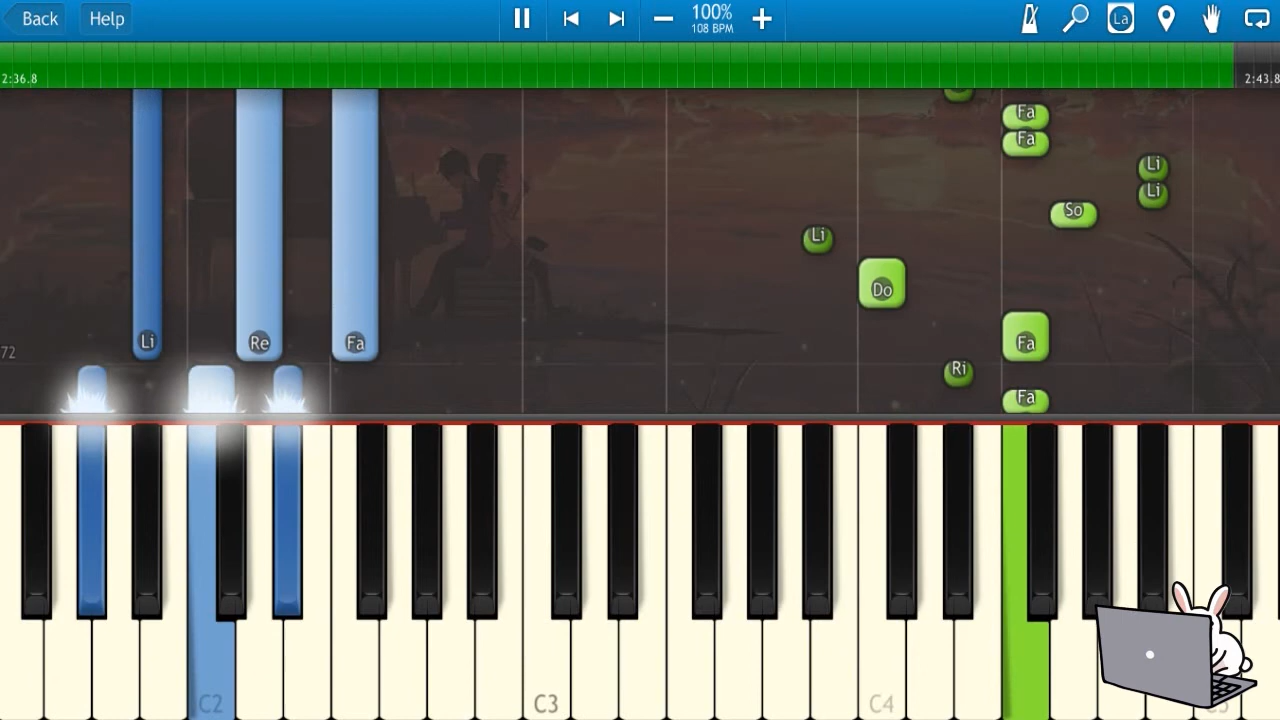 Back Help
100%
108 BPM
La
2:36.8 2:43.8
Fa
Fa
Li
Li
So
Li
Do
Li Re Fa Fa
72
Ri
Fa
C2 C3 C4